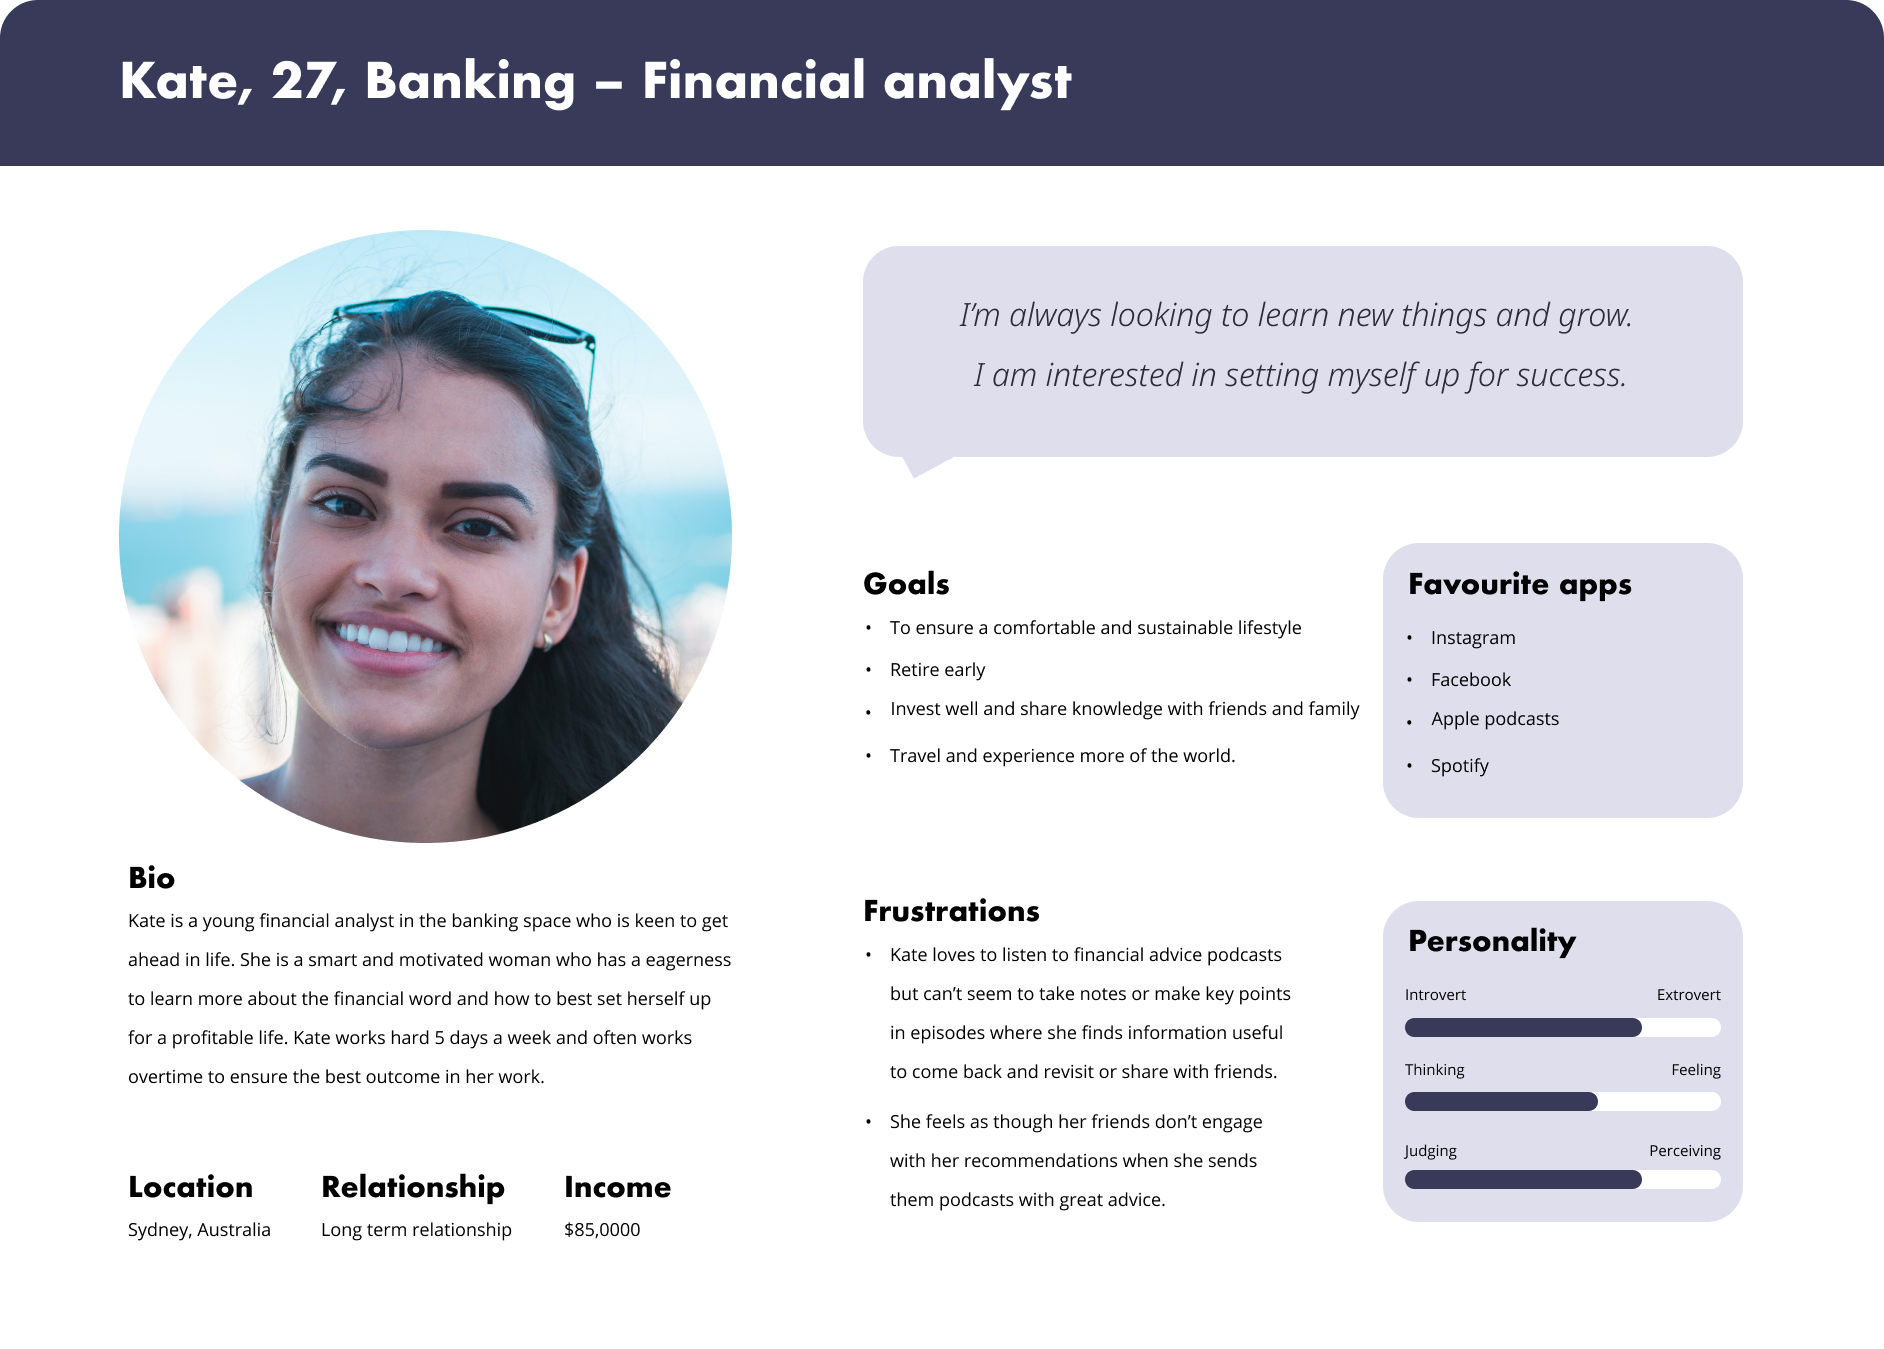 Kate, 27, Banking – Financial analyst
I’m always looking to learn new things and grow.
I am interested in setting myself up for success.
Goals
• To ensure a comfortable and sustainable lifestyle
• Retire early
• Invest well and share knowledge with friends and family
• Travel and experience more of the world.
Favourite apps
• Instagram
• Facebook
• Apple podcasts
• Spotify
Bio
Kate is a young financial analyst in the banking space who is keen to get
ahead in life. She is a smart and motivated woman who has a eagerness
to learn more about the financial word and how to best set herself up
for a profitable life. Kate works hard 5 days a week and often works
overtime to ensure the best outcome in her work.
Location
Sydney, Australia
Relationship
Long term relationship
Income
$85,0000
Frustrations
• Kate loves to listen to financial advice podcasts
but can’t seem to take notes or make key points
in episodes where she finds information useful
to come back and revisit or share with friends.
• She feels as though her friends don’t engage
with her recommendations when she sends
them podcasts with great advice.
Personality
Introvert Extrovert
Thinking Feeling
Judging Perceiving